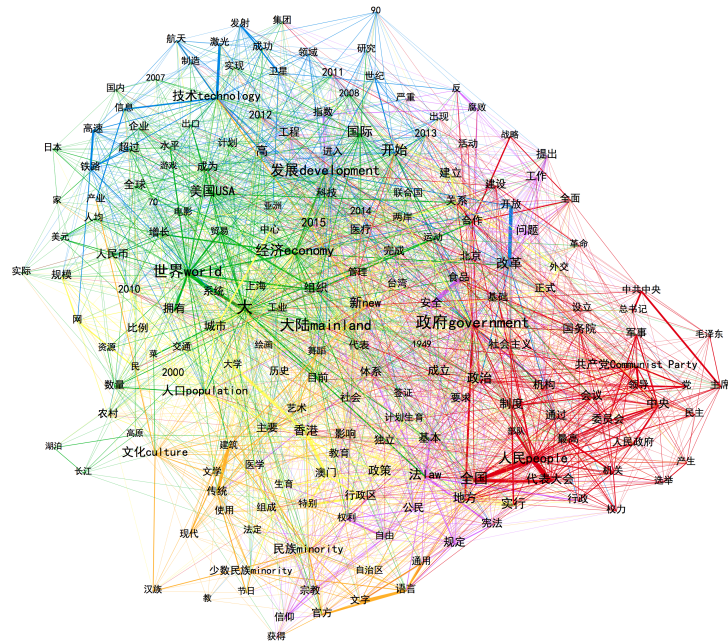 90
集团
发射
航天
激光
成功
领域
研究
制造
实现
卫星
2011
世纪
2007
国内
技术technology
2008
严重
反
信息
2012
指数
出现
腐败
高速
企业
出口
工程
国际
2013
活动
战略
日本
超过
水平
计划
高
进入
开始
提出
铁路
游戏
成为
发展development
建立
工作
全球
美国USA
科技
联合国
关系
建设
全面
家
产业
70
电影
亚洲
2014
两岸
合作
开放
人均
贸易
2015
美元
增长
中心
医疗
运动
问题
人民币
经济economy
完成
北京
革命
实际
规模
世界world
管理
食品
改革
外交
2010
系统
上海
组织
台湾
正式
中共中央
网
拥有
大
工业
新new
安全
基础
设立
总书记
比例
城市
大陆mainland
政府government
国务院
军事
毛泽东
资源
交通
绘画
代表
1949
社会主义
民
菜
大学
舞蹈
2000
历史
目前
体系
成立
政治
共产党Communist Party
数量
人口population
社会
签证
机构
领导
党
主席
农村
艺术
计划生育
要求
制度
会议
中央
湖泊
高原
主要
香港
影响
独立
基本
通过
委员会
民主
文化culture
建筑
教育
军队
最高
人民政府
长江
文学
医学
澳门
政策
法law
人民people
机关
产生
传统
生育
行政区
全国
代表大会
选举
使用
组成
特别
公民
地方
实行
行政
权力
现代
法定
权利
自由
宪法
民族minority
规定
少数民族minority
自治区
通用
汉族
教
节日
宗教
文字
语言
信仰
官方
获得